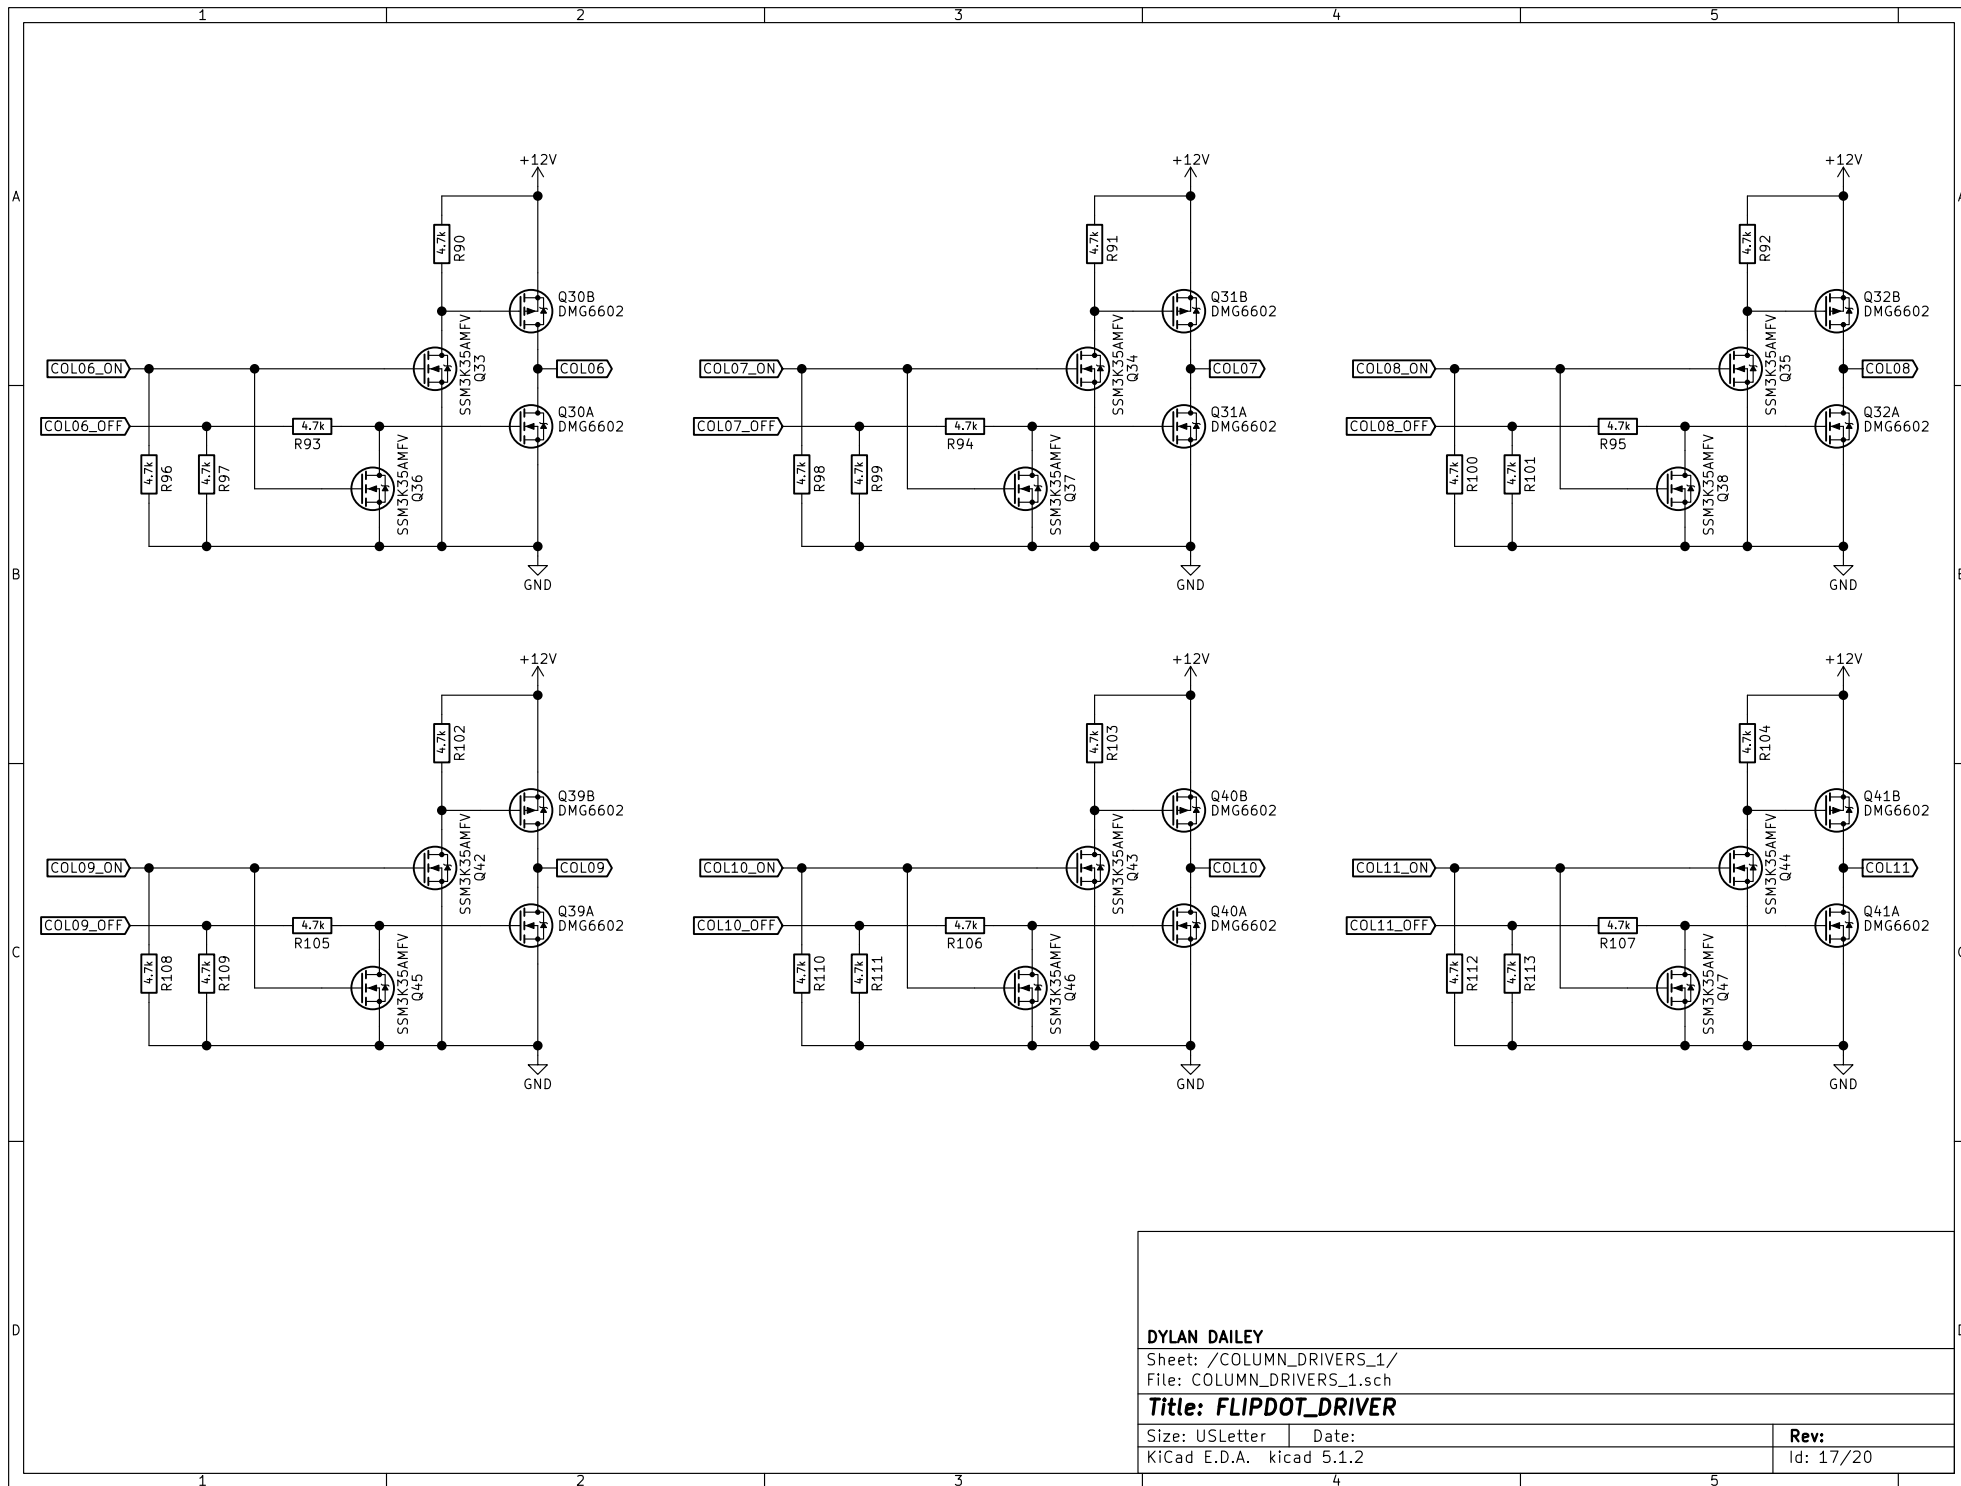 1 2 3 4 5
A
+12V
4.7k
R90
Q30B
DMG6602
SSM3K35AMFV
Q33
COL06_ON
COL06
COL06_OFF
4.7k
R93
Q30A
DMG6602
4.7k
R96
4.7k
R97
SSM3K35AMFV
Q36
GND
+12V
4.7k
R91
Q31B
DMG6602
SSM3K35AMFV
Q34
COL07_ON
COL07
COL07_OFF
4.7k
R94
Q31A
DMG6602
4.7k
R98
4.7k
R99
SSM3K35AMFV
Q37
GND
+12V
4.7k
R92
Q32B
DMG6602
SSM3K35AMFV
Q35
COL08_ON
COL08
COL08_OFF
4.7k
R95
Q32A
DMG6602
4.7k
R100
4.7k
R101
SSM3K35AMFV
Q38
GND
B
+12V
4.7k
R102
Q39B
DMG6602
SSM3K35AMFV
Q42
COL09_ON
COL09
COL09_OFF
4.7k
R105
Q39A
DMG6602
4.7k
R108
4.7k
R109
SSM3K35AMFV
Q45
GND
+12V
4.7k
R103
Q40B
DMG6602
SSM3K35AMFV
Q43
COL10_ON
COL10
COL10_OFF
4.7k
R106
Q40A
DMG6602
4.7k
R110
4.7k
R111
SSM3K35AMFV
Q46
GND
+12V
4.7k
R104
Q41B
DMG6602
SSM3K35AMFV
Q44
COL11_ON
COL11
COL11_OFF
4.7k
R107
Q41A
DMG6602
4.7k
R112
4.7k
R113
SSM3K35AMFV
Q47
GND
C
D
DYLAN DAILEY
Sheet: /COLUMN_DRIVERS_1/
File: COLUMN_DRIVERS_1.sch
Title: FLIPDOT_DRIVER
Size: USLetter Date: Rev:
KiCad E.D.A. kicad 5.1.2 Id: 17/20
1 2 3 4 5